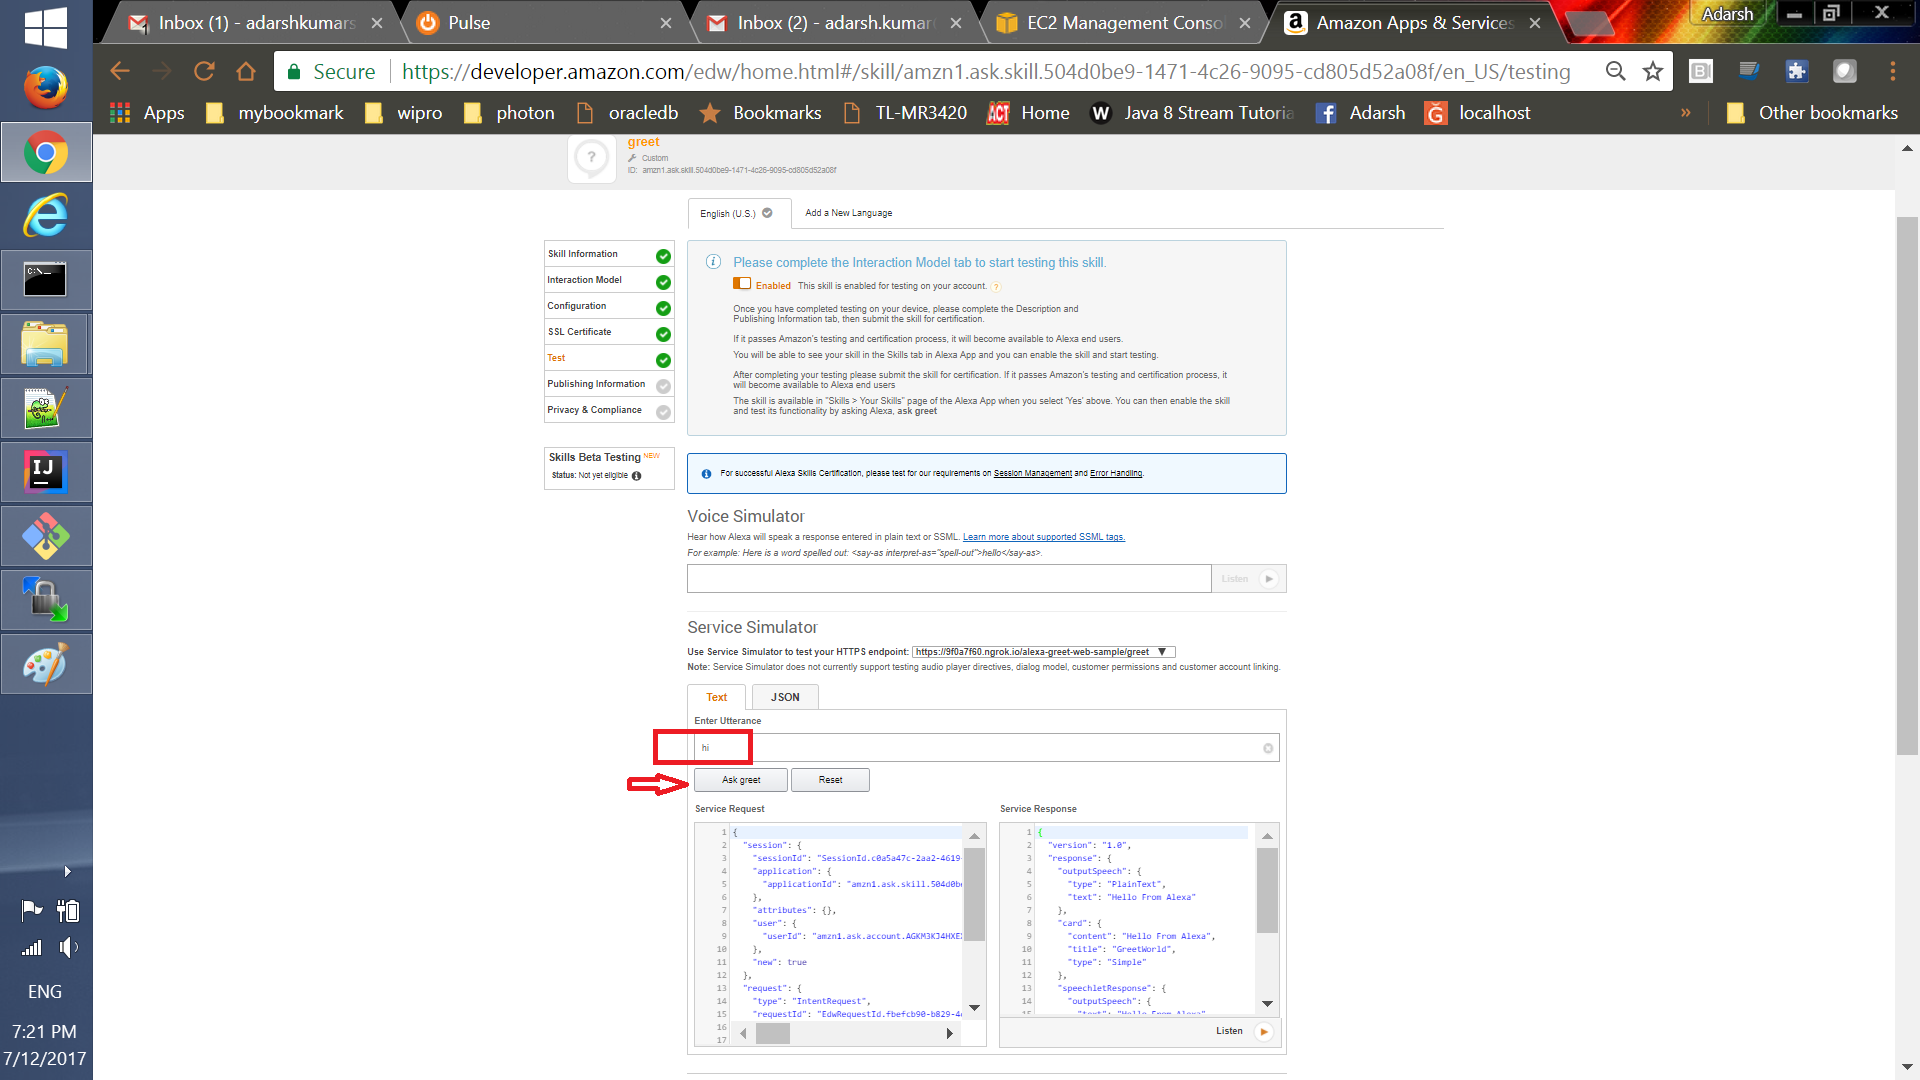 Inbox (1) - adarshkumars
Pulse
Inbox (2) - adarsh.kumar
EC2 Management Conso
Amazon Apps & Services
Adarsh
Secure
https://developer.amazon.com/edw/home.html#/skill/amzn1.ask.skill.504d0be9-1471-4c26-9095-cd805d52a08f/en_US/testing
Apps
mybookmark
wipro
photon
oracledb
Bookmarks
TL-MR3420
ACT
Home
W
Java 8 Stream Tutoria
Adarsh
localhost
»
Other bookmarks
greet
Custom
ID: amzn1.ask.skill.504d0be9-1471-4c26-9095-cd805d52a08f
English (U.S.)
Add a New Language
Skill Information
Interaction Model
Configuration
SSL Certificate
Test
Publishing Information
Privacy & Compliance
Skills Beta Testing NEW
Status: Not yet eligible
Please complete the Interaction Model tab to start testing this skill.
Enabled This skill is enabled for testing on your account.
Once you have completed testing on your device, please complete the Description and
Publishing Information tab, then submit the skill for certification.
If it passes Amazon's testing and certification process, it will become available to Alexa end users.
You will be able to see your skill in the Skills tab in Alexa App and you can enable the skill and start testing.
After completing your testing please submit the skill for certification. If it passes Amazon's testing and certification process, it
will become available to Alexa end users
The skill is available in "Skills > Your Skills" page of the Alexa App when you select 'Yes' above. You can then enable the skill
and test its functionality by asking Alexa, ask greet
For successful Alexa Skills Certification, please test for our requirements on Session Management and Error Handling.
Voice Simulator
Hear how Alexa will speak a response entered in plain text or SSML. Learn more about supported SSML tags.
For example: Here is a word spelled out: <say-as interpret-as="spell-out">hello</say-as>.
Listen
Service Simulator
Use Service Simulator to test your HTTPS endpoint: https://9f0a7f60.ngrok.io/alexa-greet-web-sample/greet
Note: Service Simulator does not currently support testing audio player directives, dialog model, customer permissions and customer account linking.
Text
JSON
Enter Utterance
hi
Ask greet
Reset
Service Request
1 {
2 "session": {
3 "sessionId": "SessionId.c0a5a47c-2aa2-4619-
4 "application": {
5 "applicationId": "amzn1.ask.skill.504d0be
6 },
7 "attributes": {},
8 "user": {
9 "userId": "amzn1.ask.account.AGKM3KJ4HXE
10 },
11 "new": true
12 },
13 "request": {
14 "type": "IntentRequest",
15 "requestId": "EdwRequestId.fbefcb90-b829-4
16
17
Service Response
1 {
2 "version": "1.0",
3 "response": {
4 "outputSpeech": {
5 "type": "PlainText",
6 "text": "Hello From Alexa"
7 },
8 "card": {
9 "content": "Hello From Alexa",
10 "title": "GreetWorld",
11 "type": "Simple"
12 },
13 "speechletResponse": {
14 "outputSpeech": {
15 "text": "Hello From Alexa"
Listen
ENG
7:21 PM
7/12/2017